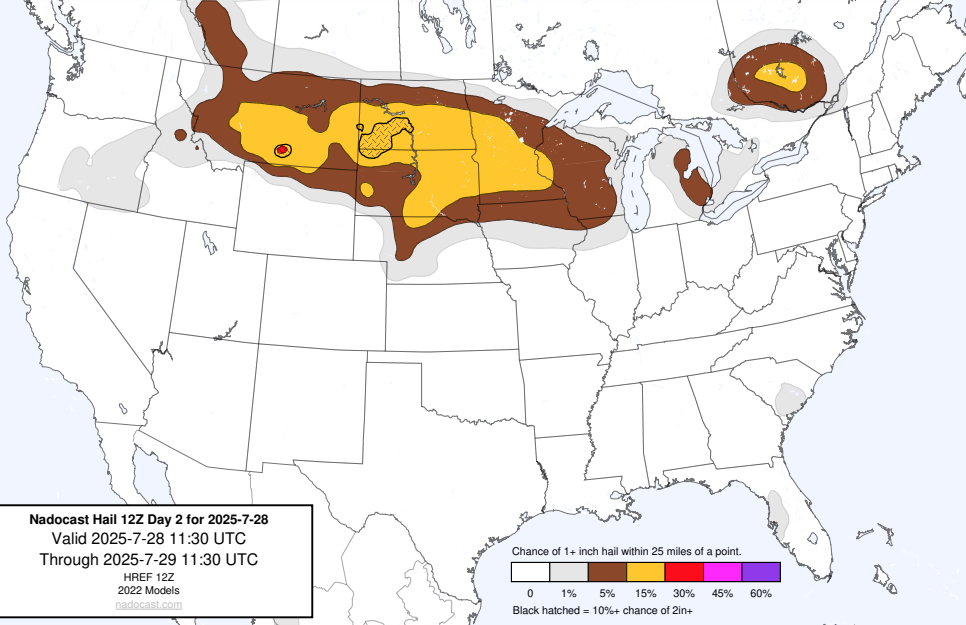 Nadocast Hail 12Z Day 2 for 2025-7-28
Valid 2025-7-28 11:30 UTC
Through 2025-7-29 11:30 UTC
HREF 12Z
2022 Models
nadocast.com
Chance of 1+ inch hail within 25 miles of a point.
0 1% 5% 15% 30% 45% 60%
Black hatched = 10%+ chance of 2in+